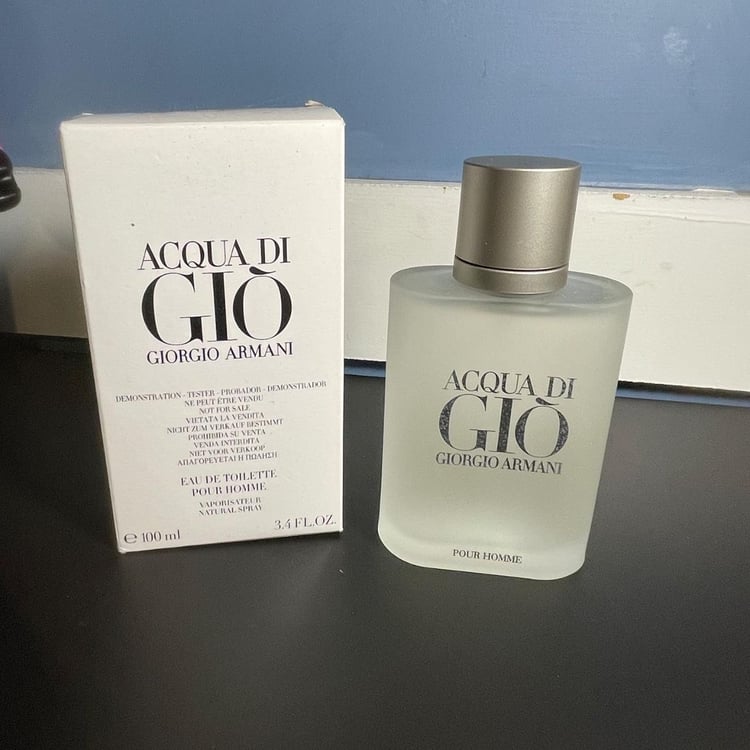 ACQUA DI
GIÒ
GIORGIO ARMANI
DEMONSTRATION - TESTER - PROBADOR - DEMONSTRADOR
NE PEUT ÊTRE VENDU
NOT FOR SALE
VIETATA LA VENDITA
NICHT ZUM VERKAUF BESTIMMT
PROHIBIDA SU VENTA
VENDA INTERDITA
NIET VOOR VERKOOP
ΑΠΑΓΟΡΕΥΕΤΑΙ Η ΠΩΛΗΣΗ
EAU DE TOILETTE
POUR HOMME
VAPORISATEUR
NATURAL SPRAY
e 100 ml 3.4 FL.OZ.
ACQUA DI
GIÒ
GIORGIO ARMANI
POUR HOMME